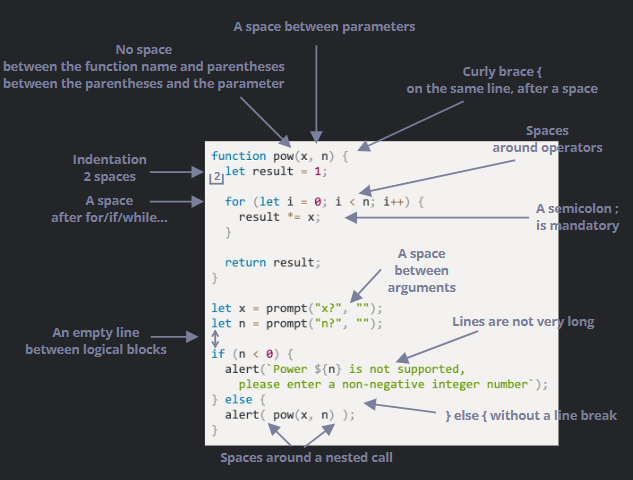 A space between parameters
No space
between the function name and parentheses
between the parentheses and the parameter
Curly brace {
on the same line, after a space
Spaces
around operators
Indentation
2 spaces
A space
after for/if/while...
A semicolon ;
is mandatory
A space
between
arguments
An empty line
between logical blocks
Lines are not very long
} else { without a line break
Spaces around a nested call
function pow(x, n) {
2
let result = 1;
for (let i = 0; i < n; i++) {
result *= x;
}
return result;
}
let x = prompt("x?", "");
let n = prompt("n?", "");
if (n < 0) {
alert(`Power ${n} is not supported,
please enter a non-negative integer number`);
} else {
alert( pow(x, n) );
}